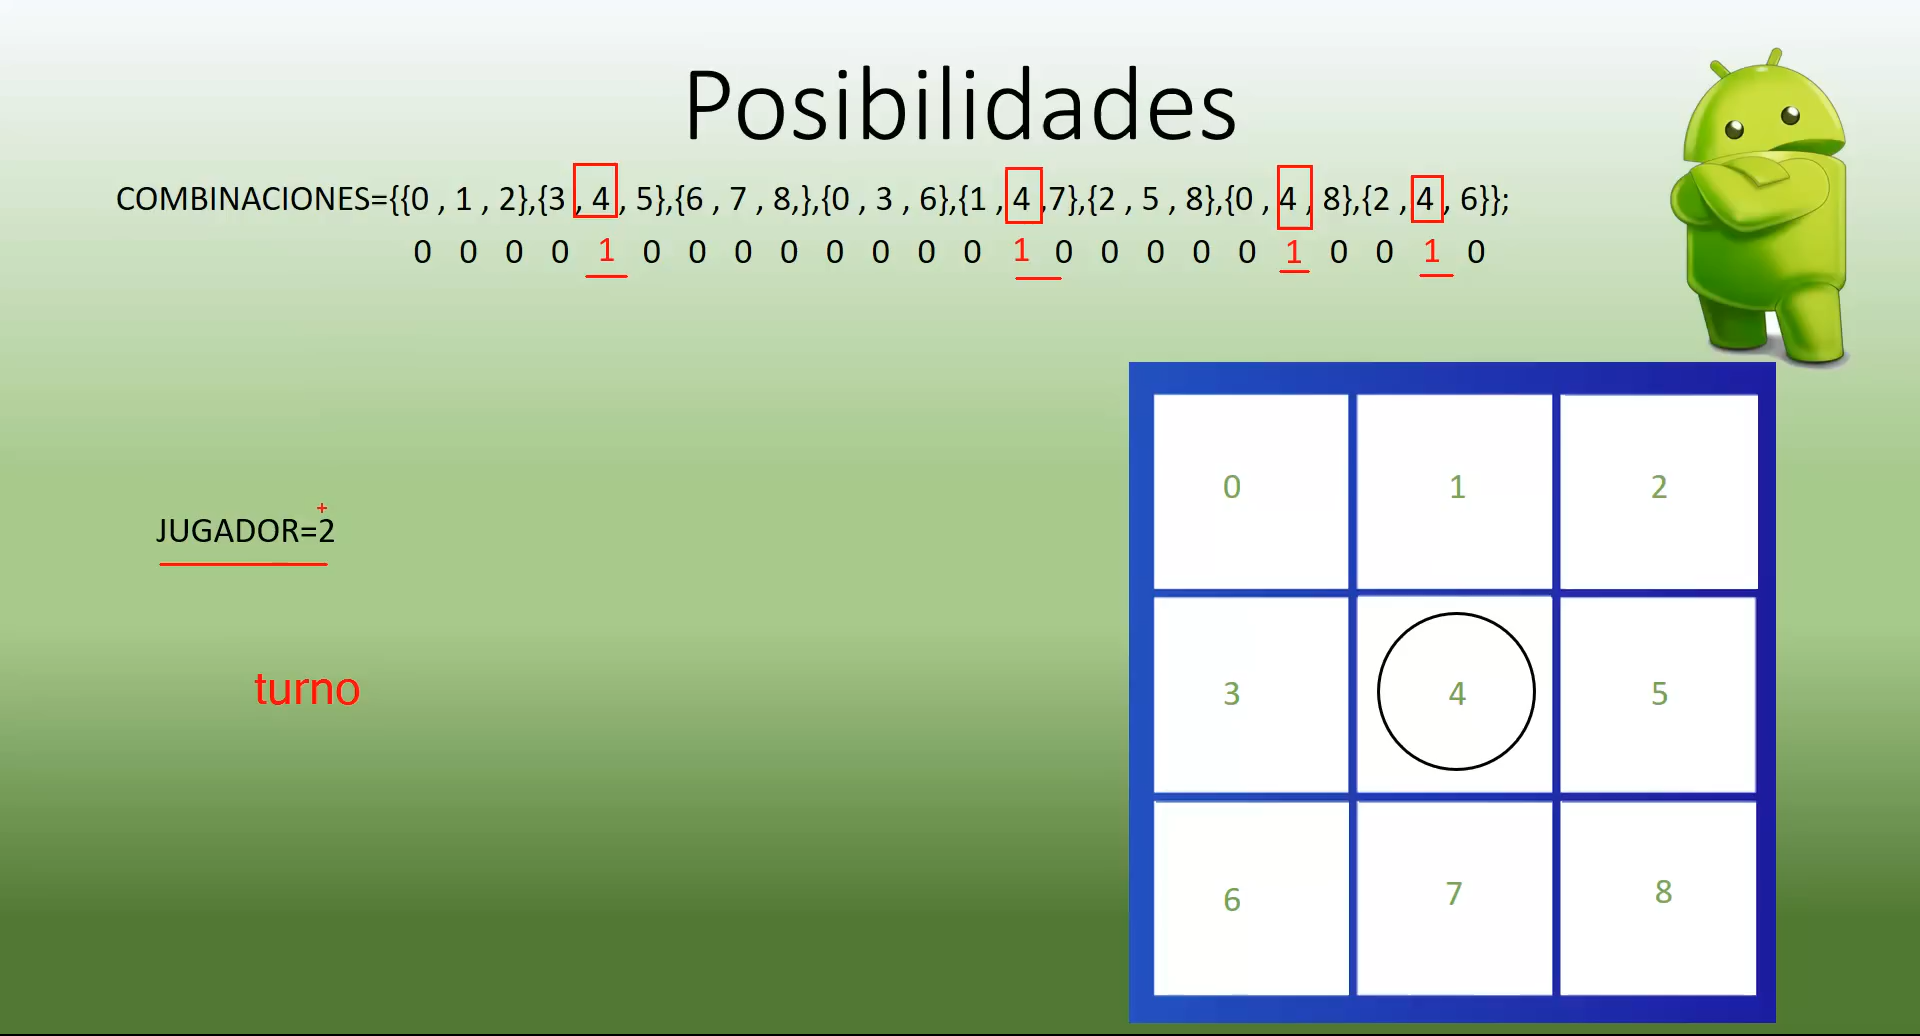 Posibilidades
COMBINACIONES={{0 , 1 , 2},{3 , 4 , 5},{6 , 7 , 8,},{0 , 3 , 6},{1 , 4 ,7},{2 , 5 , 8},{0 , 4 , 8},{2 , 4 , 6}};
0 0 0 0 1 0 0 0 0 0 0 0 0 1 0 0 0 0 0 1 0 0 1 0
JUGADOR=2
turno
0 1 2
3 4 5
6 7 8